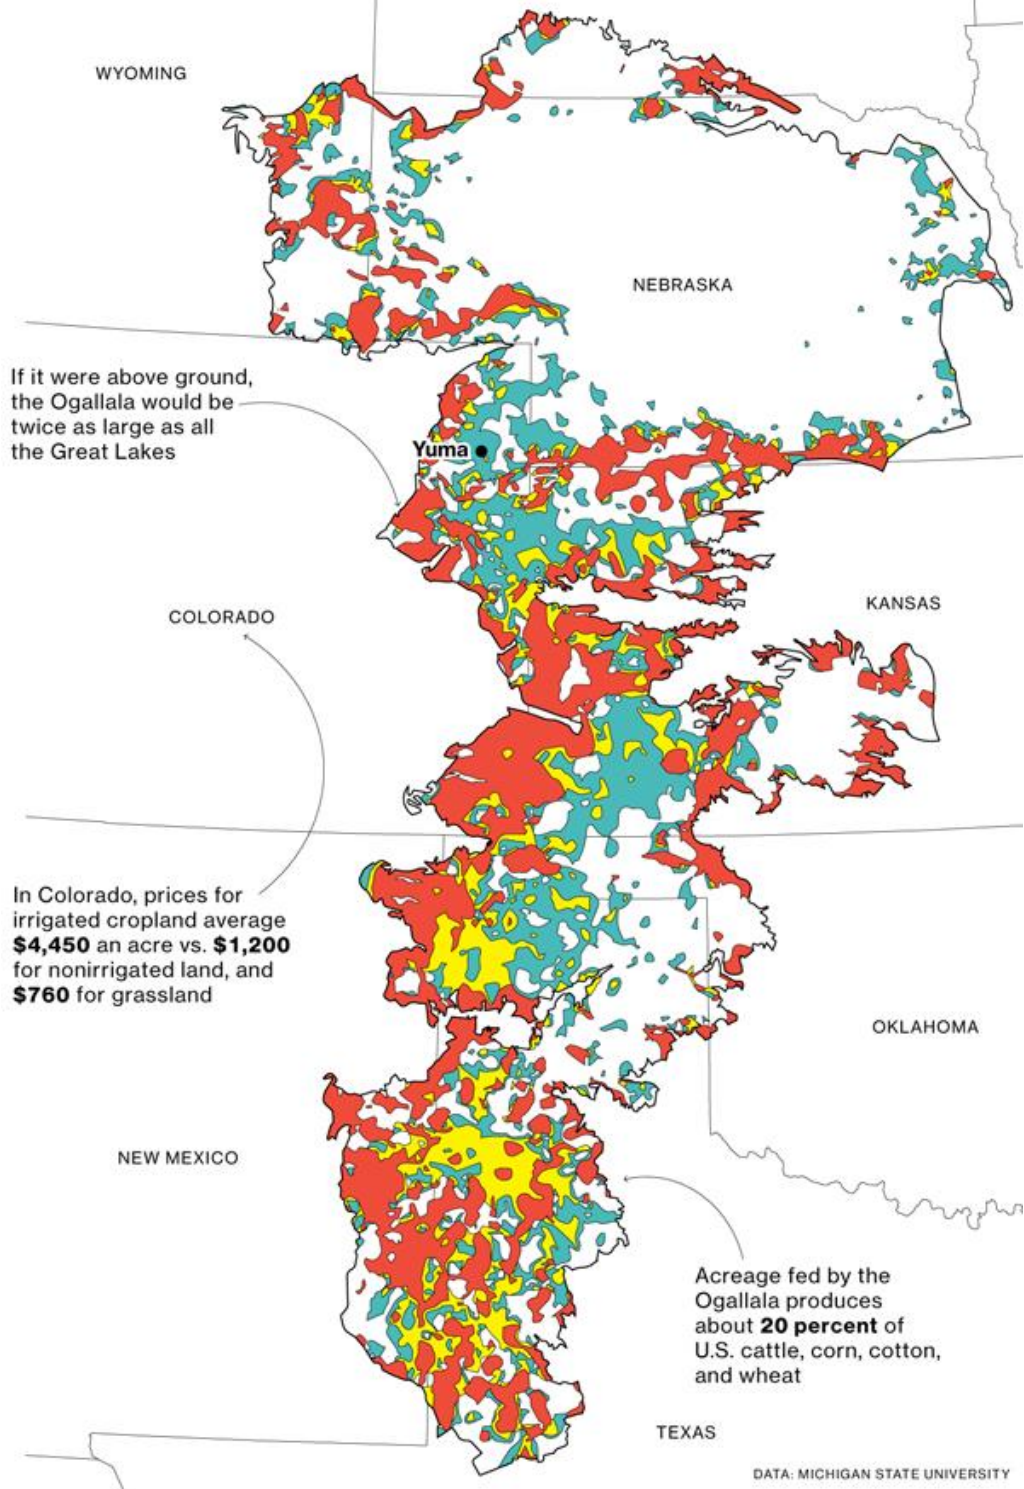 WYOMING
NEBRASKA
If it were above ground,
the Ogallala would be
twice as large as all
the Great Lakes
Yuma
COLORADO
KANSAS
In Colorado, prices for
irrigated cropland average
$4,450 an acre vs. $1,200
for nonirrigated land, and
$760 for grassland
OKLAHOMA
NEW MEXICO
Acreage fed by the
Ogallala produces
about 20 percent of
U.S. cattle, corn, cotton,
and wheat
TEXAS
DATA: MICHIGAN STATE UNIVERSITY